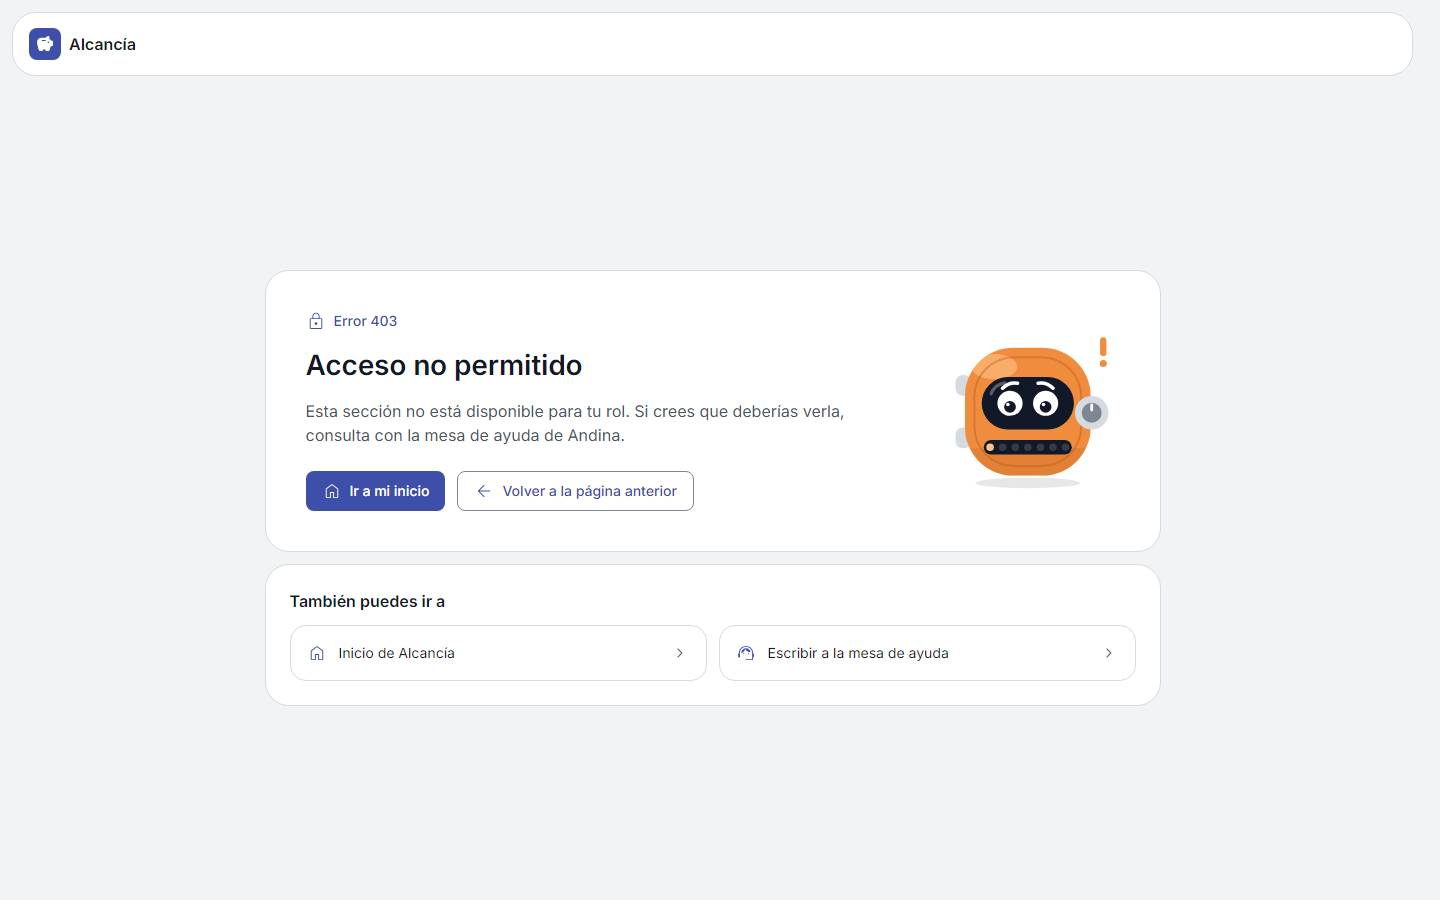 Alcancía
Error 403
Acceso no permitido
Esta sección no está disponible para tu rol. Si crees que deberías verla,
consulta con la mesa de ayuda de Andina.
Ir a mi inicio
Volver a la página anterior
También puedes ir a
Inicio de Alcancía
Escribir a la mesa de ayuda